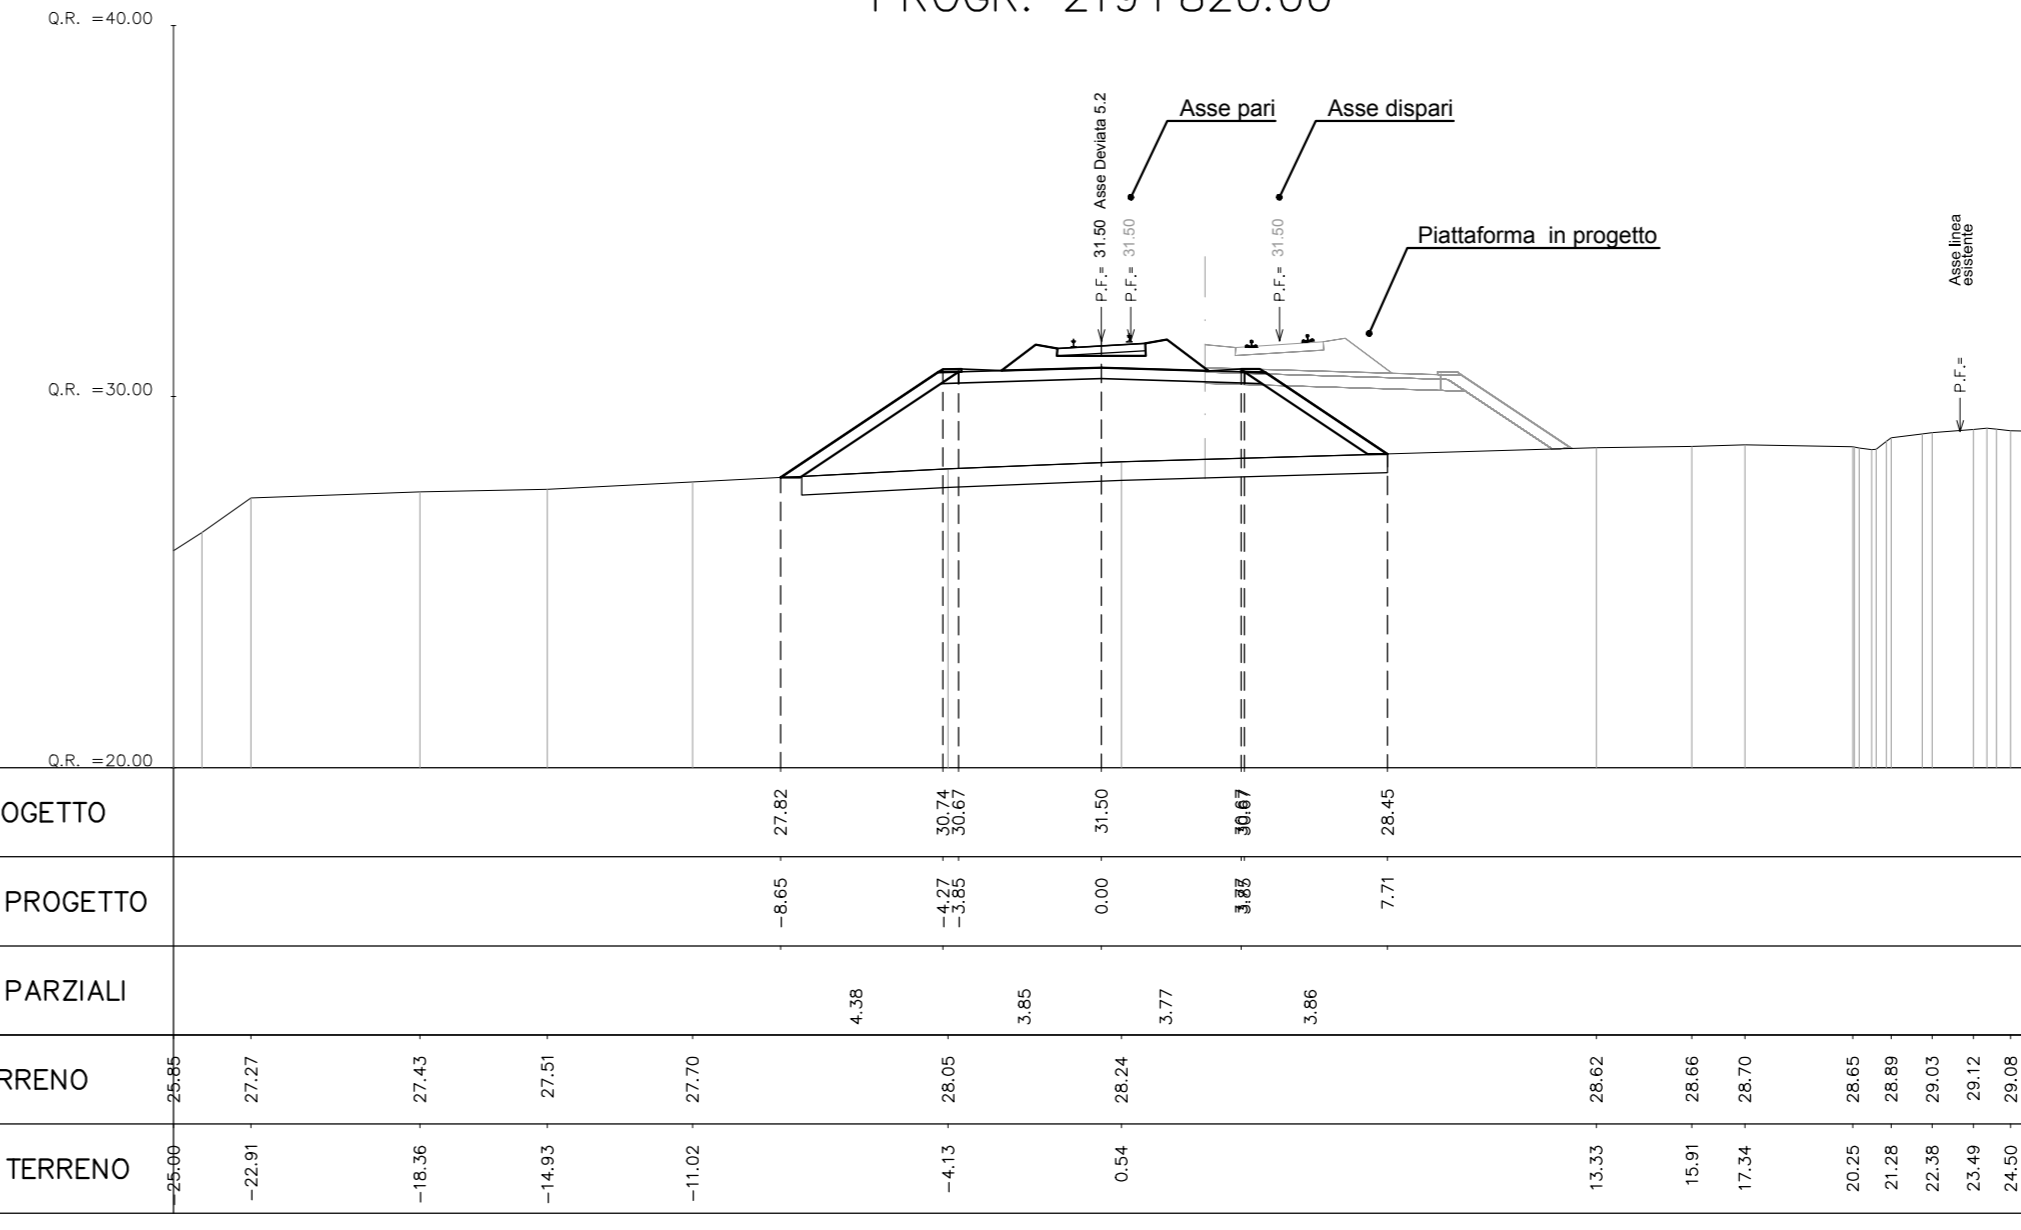 Q.R. =40.00
Asse pari
Asse dispari
P.F.= 31.50 Asse Deviata 5.2
P.F.= 31.50
P.F.= 31.50
Piattaforma in progetto
Asse linea
esistente
P.F.=
Q.R. =30.00
Q.R. =20.00
OGETTO 27.82 30.74 30.67 31.50 30.67 28.45
PROGETTO -8.65 -4.27 -3.85 0.00 3.77 3.85 7.71
PARZIALI 4.38 3.85 3.77 3.86
RRENO 25.85 27.27 27.43 27.51 27.70 28.05 28.24 28.62 28.66 28.70 28.65 28.89 29.03 29.12 29.08
TERRENO -25.00 -22.91 -18.36 -14.93 -11.02 -4.13 0.54 13.33 15.91 17.34 20.25 21.28 22.38 23.49 24.50